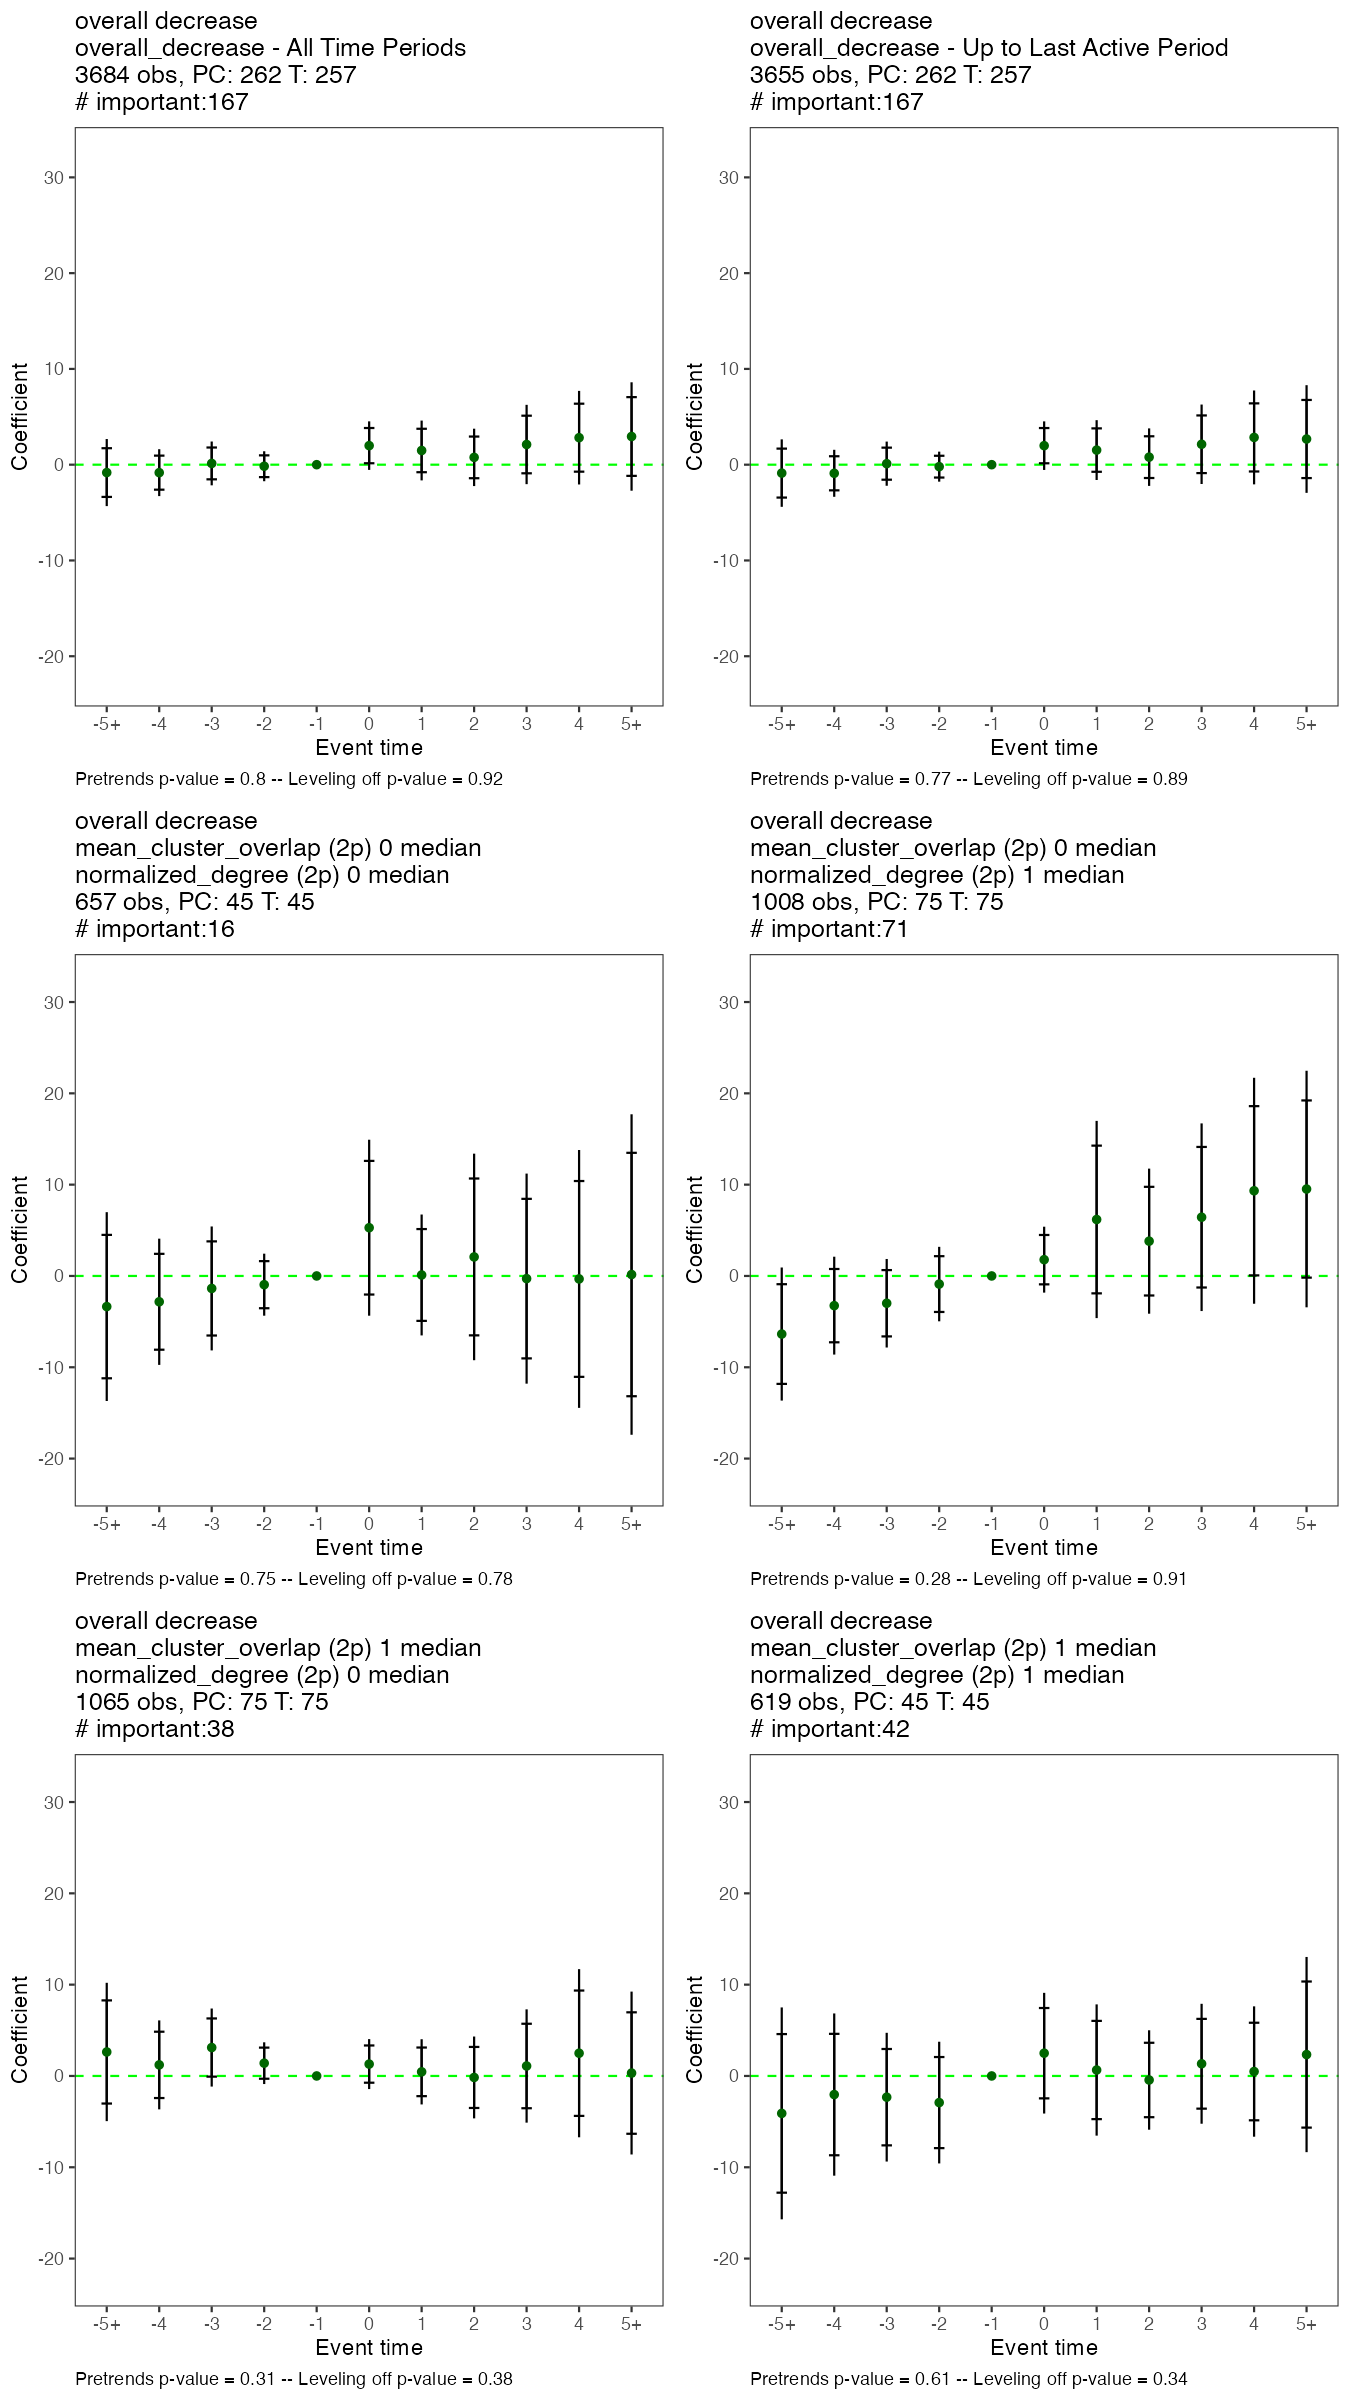 overall decrease
overall_decrease - All Time Periods
3684 obs, PC: 262 T: 257
# important:167
30
20
10
0
-10
-20
Coefficient
-5+ -4 -3 -2 -1 0 1 2 3 4 5+
Event time
Pretrends p-value = 0.8 -- Leveling off p-value = 0.92
overall decrease
overall_decrease - Up to Last Active Period
3655 obs, PC: 262 T: 257
# important:167
30
20
10
0
-10
-20
Coefficient
-5+ -4 -3 -2 -1 0 1 2 3 4 5+
Event time
Pretrends p-value = 0.77 -- Leveling off p-value = 0.89
overall decrease
mean_cluster_overlap (2p) 0 median
normalized_degree (2p) 0 median
657 obs, PC: 45 T: 45
# important:16
30
20
10
0
-10
-20
Coefficient
-5+ -4 -3 -2 -1 0 1 2 3 4 5+
Event time
Pretrends p-value = 0.75 -- Leveling off p-value = 0.78
overall decrease
mean_cluster_overlap (2p) 0 median
normalized_degree (2p) 1 median
1008 obs, PC: 75 T: 75
# important:71
30
20
10
0
-10
-20
Coefficient
-5+ -4 -3 -2 -1 0 1 2 3 4 5+
Event time
Pretrends p-value = 0.28 -- Leveling off p-value = 0.91
overall decrease
mean_cluster_overlap (2p) 1 median
normalized_degree (2p) 0 median
1065 obs, PC: 75 T: 75
# important:38
30
20
10
0
-10
-20
Coefficient
-5+ -4 -3 -2 -1 0 1 2 3 4 5+
Event time
Pretrends p-value = 0.31 -- Leveling off p-value = 0.38
overall decrease
mean_cluster_overlap (2p) 1 median
normalized_degree (2p) 1 median
619 obs, PC: 45 T: 45
# important:42
30
20
10
0
-10
-20
Coefficient
-5+ -4 -3 -2 -1 0 1 2 3 4 5+
Event time
Pretrends p-value = 0.61 -- Leveling off p-value = 0.34